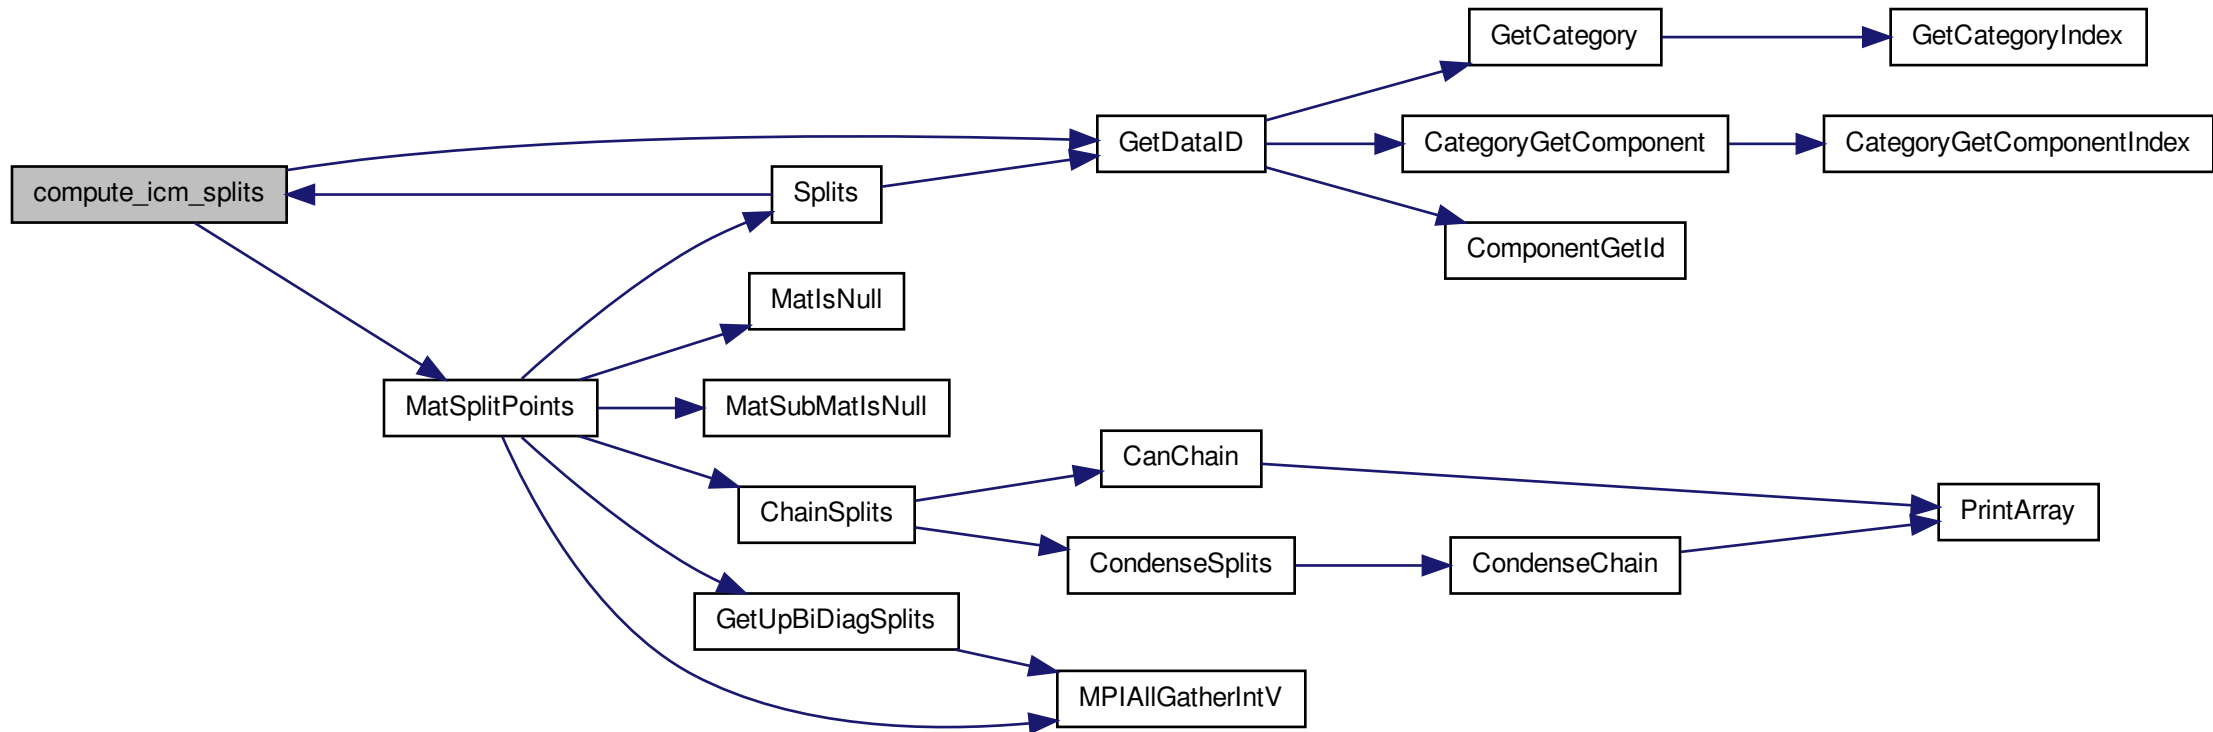 GetCategory
GetCategoryIndex
GetDataID
CategoryGetComponent
CategoryGetComponentIndex
compute_icm_splits
Splits
ComponentGetId
MatIsNull
MatSplitPoints
MatSubMatIsNull
CanChain
ChainSplits
PrintArray
CondenseSplits
CondenseChain
GetUpBiDiagSplits
MPIAllGatherIntV